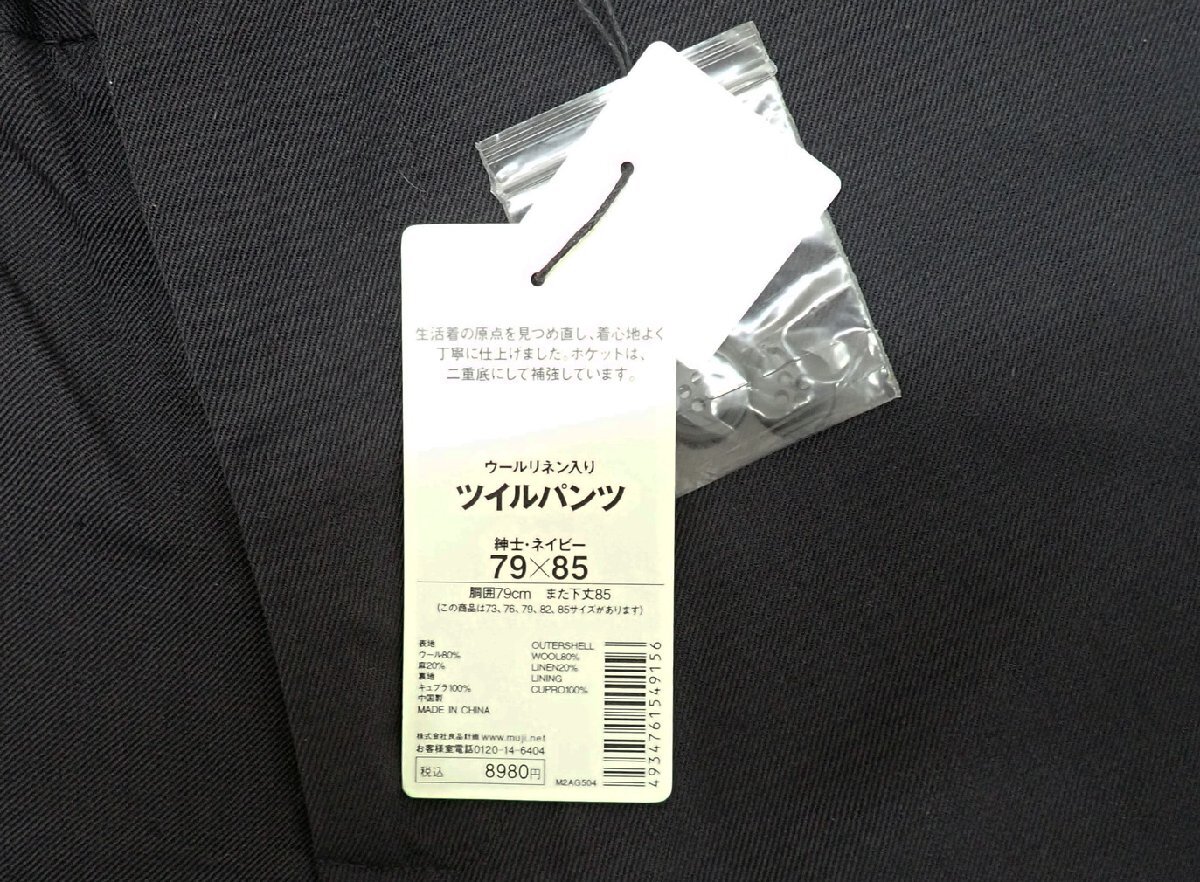 生活着の原点を見つめ直し、着心地よく
丁寧に仕上げました。ポケットは、
二重底にして補強しています。
ウールリネン入り
ツイルパンツ
紳士・ネイビー
79×85
胴囲79cm また下丈85
(この商品は73、76、79、82、85サイズがあります)
表地
ウール80%
麻20%
裏地
キュプラ100%
中国製
MADE IN CHINA
OUTERSHELL
WOOL80%
LINEN20%
LINING
CUPRO100%
株式会社良品計画 www.muji.net
お客様室電話0120-14-6404
税込 8980円
M2AG504
4934761549156